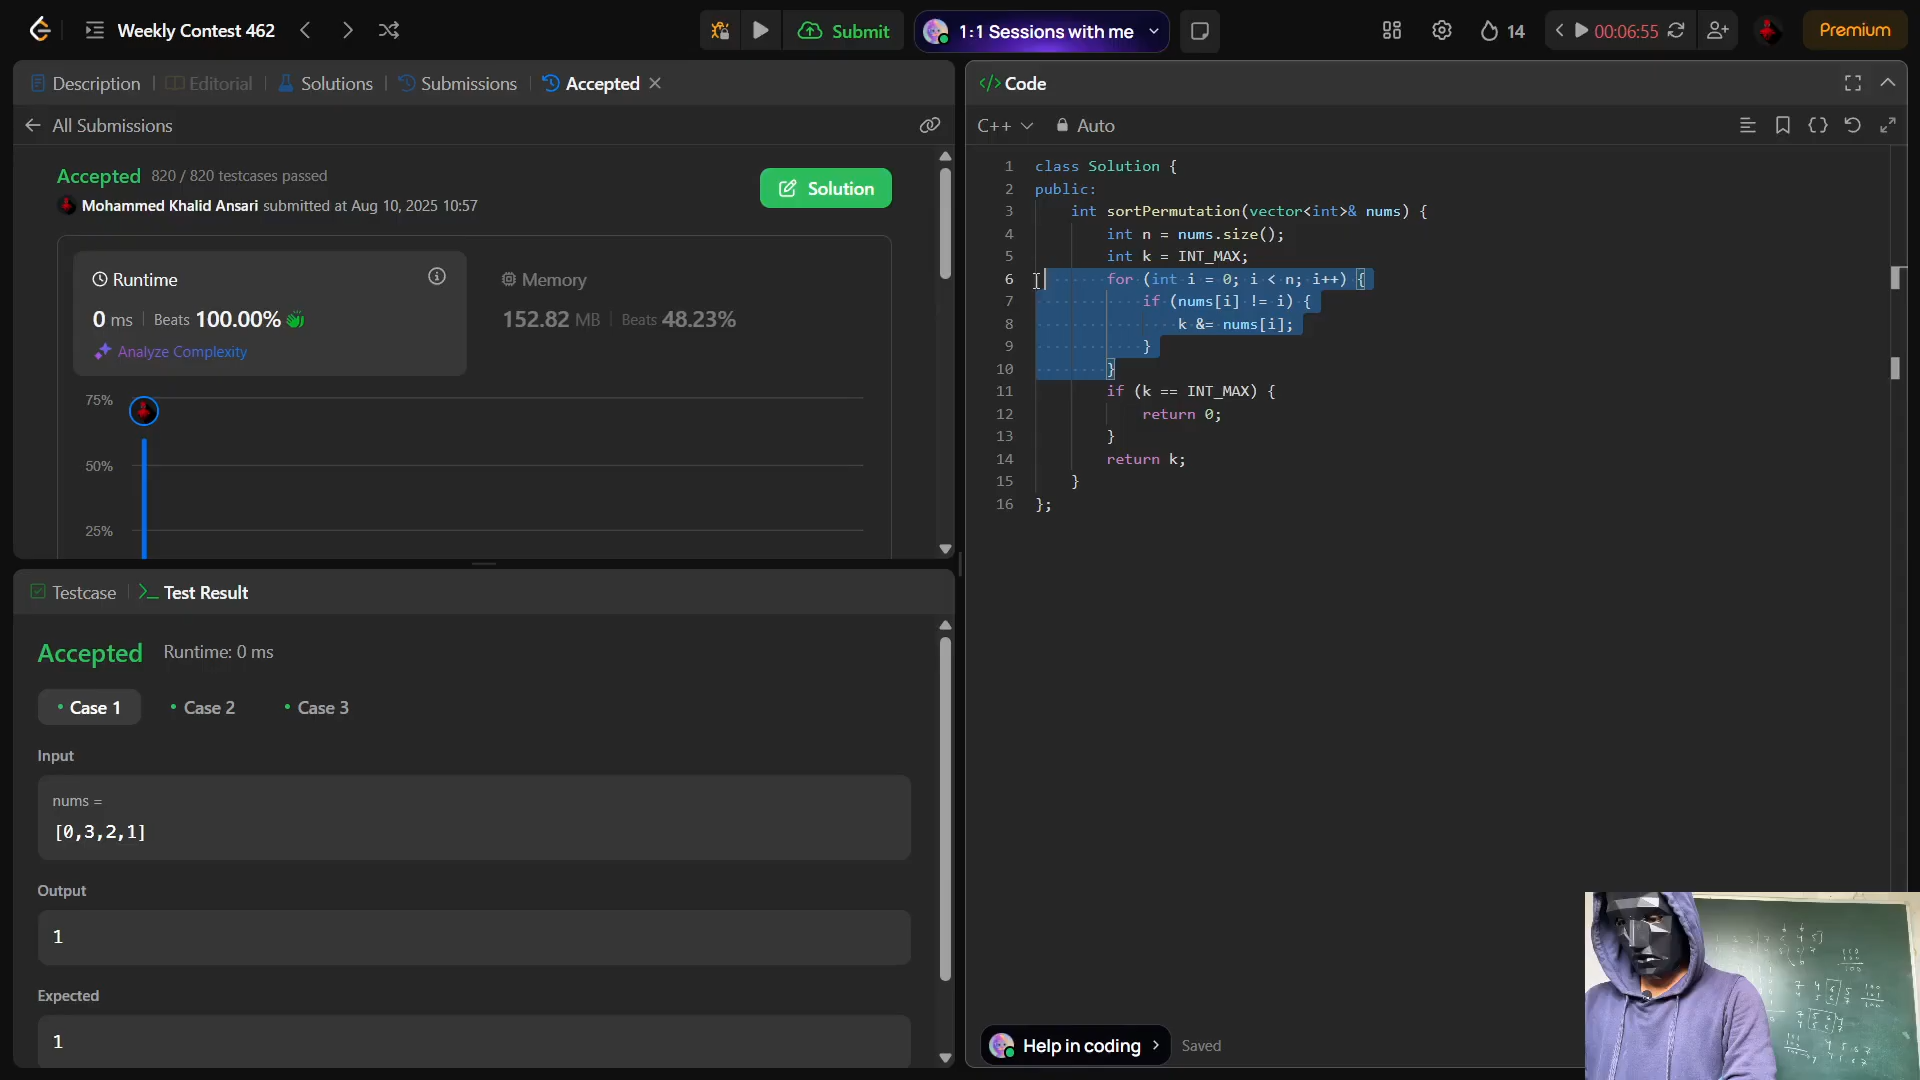 Weekly Contest 462
Submit
1:1 Sessions with me
14
00:06:55
Premium
Description
Editorial
Solutions
Submissions
Accepted
All Submissions
Accepted 820 / 820 testcases passed
Mohammed Khalid Ansari submitted at Aug 10, 2025 10:57
Solution
Runtime
0 ms Beats 100.00%
Analyze Complexity
Memory
152.82 MB Beats 48.23%
75%
50%
25%
Testcase
Test Result
Accepted Runtime: 0 ms
Case 1
Case 2
Case 3
Input
nums =
[0,3,2,1]
Output
1
Expected
1
</> Code
C++
Auto
1 class Solution {
2 public:
3 int sortPermutation(vector<int>& nums) {
4 int n = nums.size();
5 int k = INT_MAX;
6 for (int i = 0; i < n; i++) {
7 if (nums[i] != i) {
8 k &= nums[i];
9 }
10 }
11 if (k == INT_MAX) {
12 return 0;
13 }
14 return k;
15 }
16 };
Help in coding
Saved